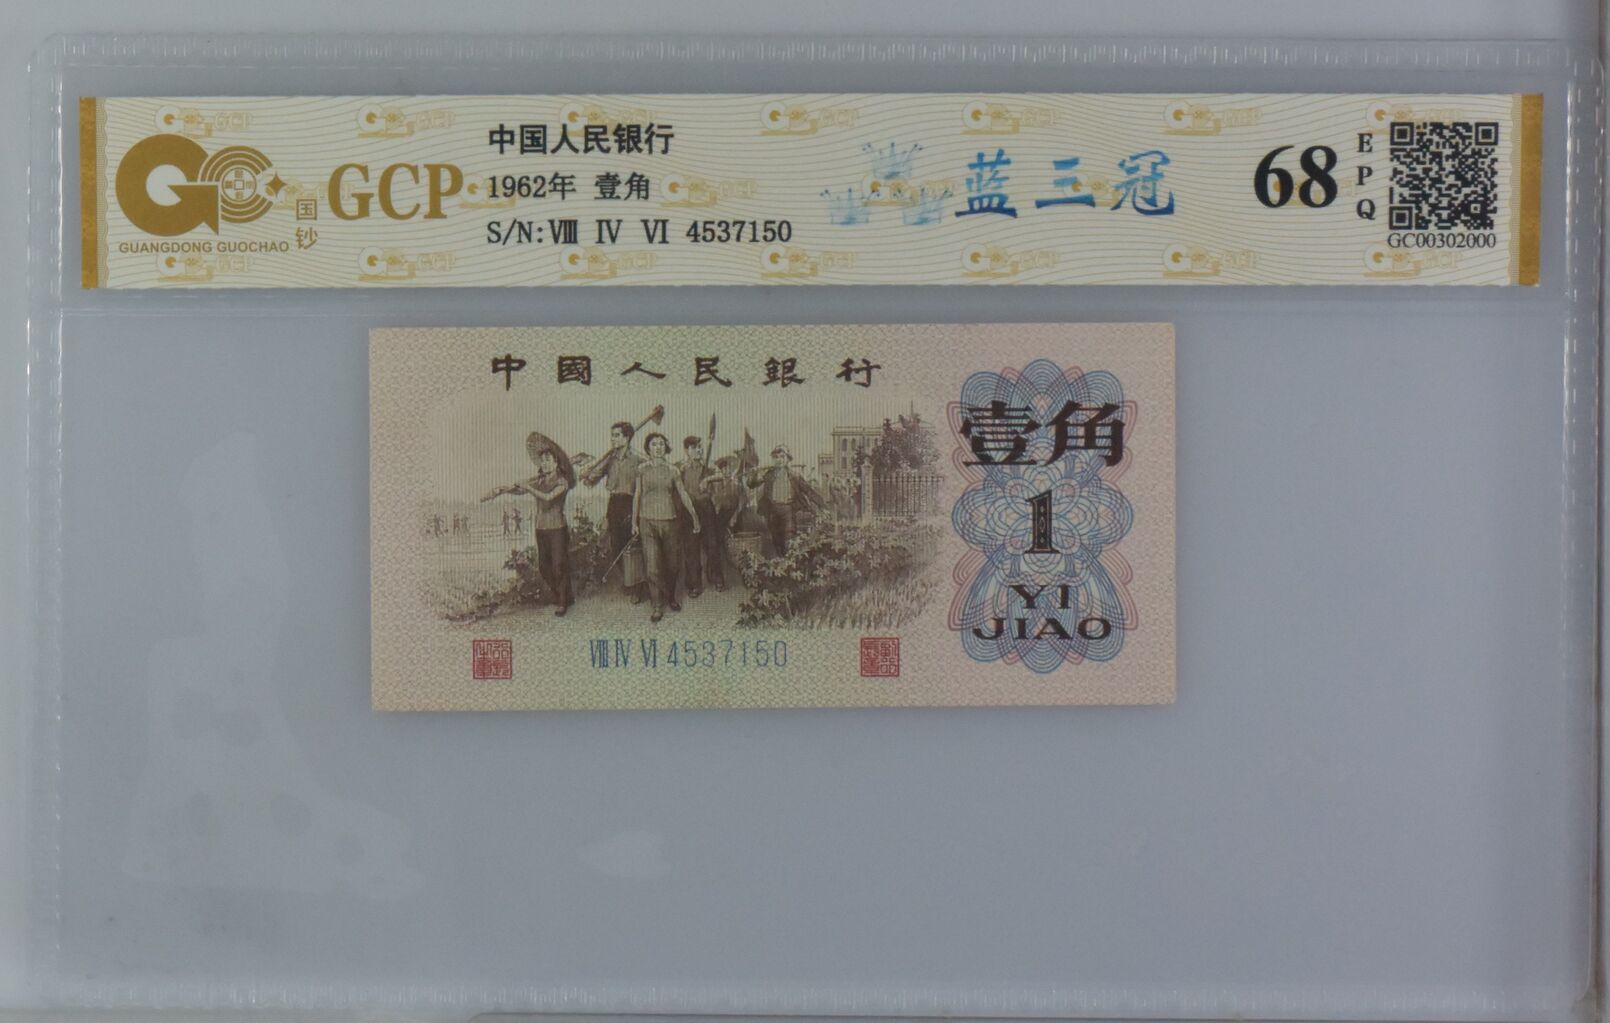 GCP
GUANGDONG GUOCHAO
国钞
中国人民银行
1962年 壹角
S/N:Ⅷ Ⅳ Ⅵ 4537150
蓝三冠
68
EPQ
GC00302000
中國人民銀行
壹角
1
YI
JIAO
Ⅷ Ⅳ Ⅵ 4537150